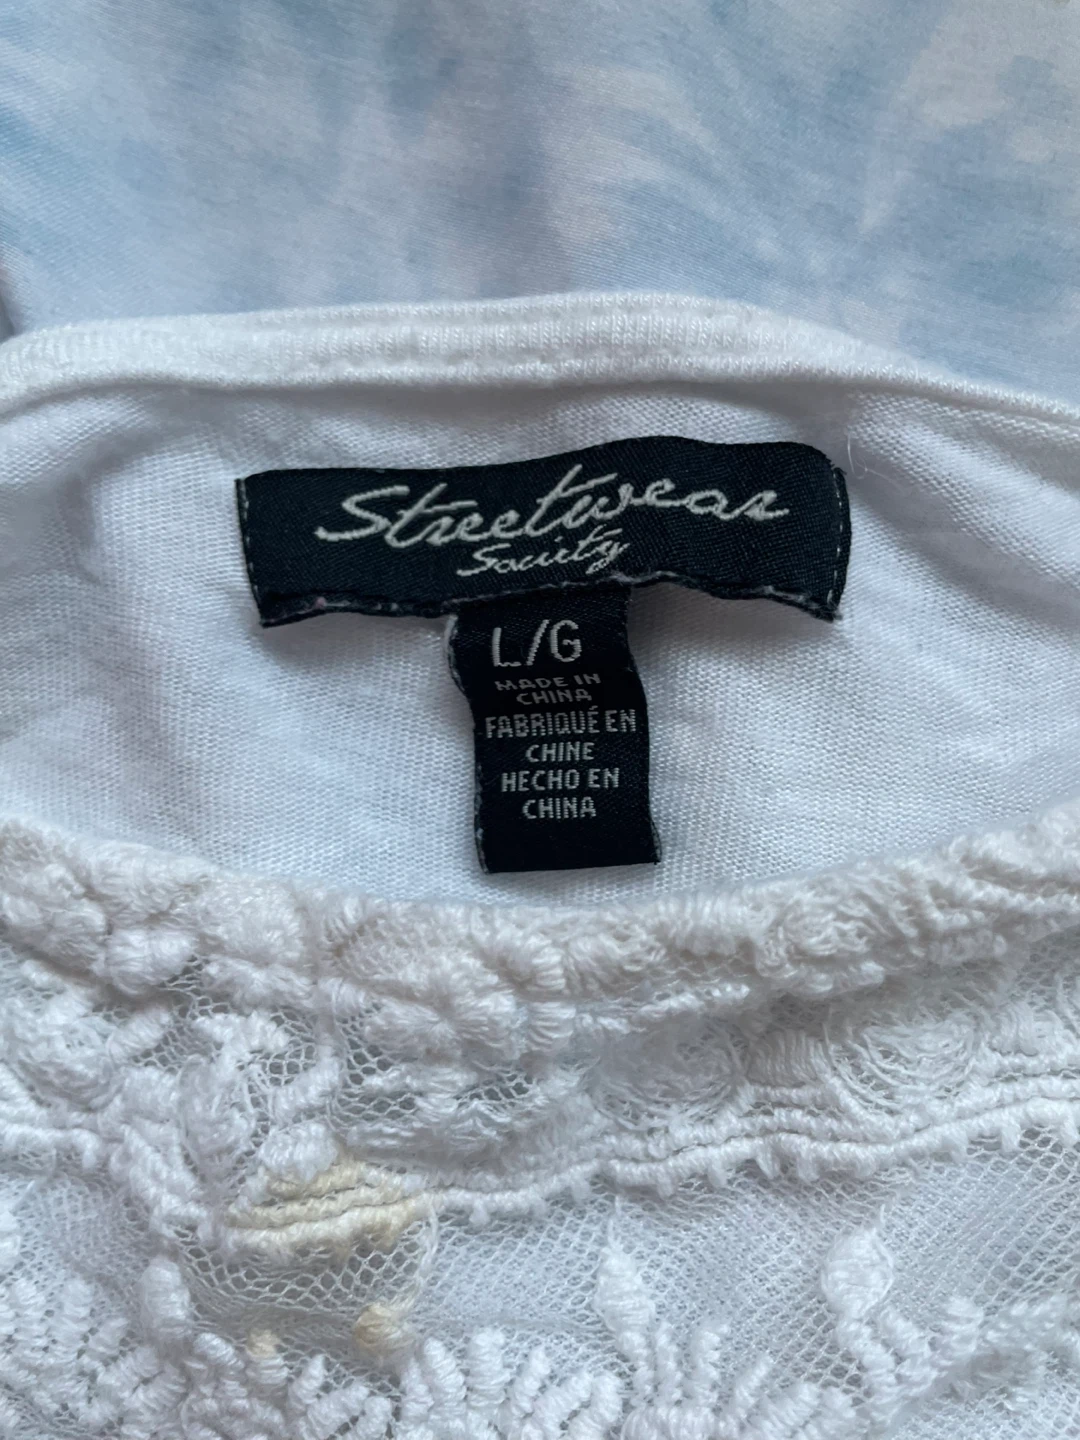 Streetwear
Society
L/G
MADE IN
CHINA
FABRIQUÉ EN
CHINE
HECHO EN
CHINA